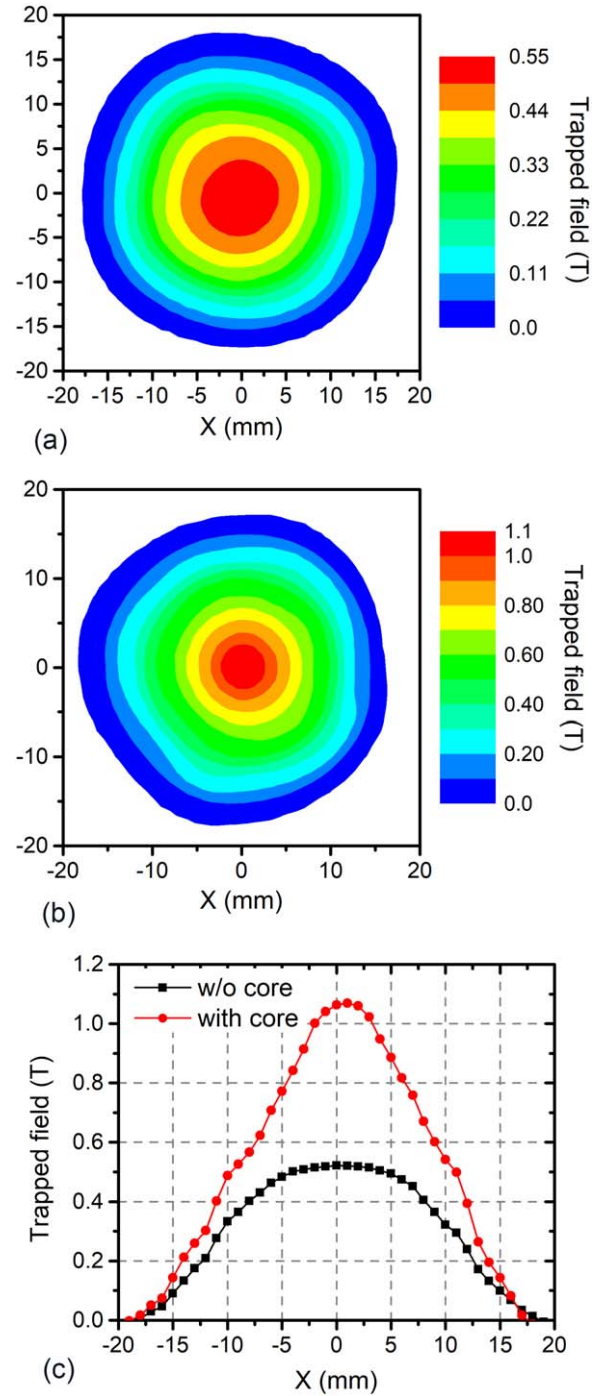 20
15
10
5
0
-5
-10
-15
-20
-20 -15 -10 -5 0 5 10 15 20
X (mm)
0.55
0.44
0.33
0.22
0.11
0.0
Trapped field (T)
(a)
20
10
0
-10
-20
-20 -10 0 10 20
X (mm)
1.1
1.0
0.80
0.60
0.40
0.20
0.0
Trapped field (T)
(b)
w/o core
with core
1.2
1.0
0.8
0.6
0.4
0.2
0.0
Trapped field (T)
-20 -15 -10 -5 0 5 10 15 20
X (mm)
(c)